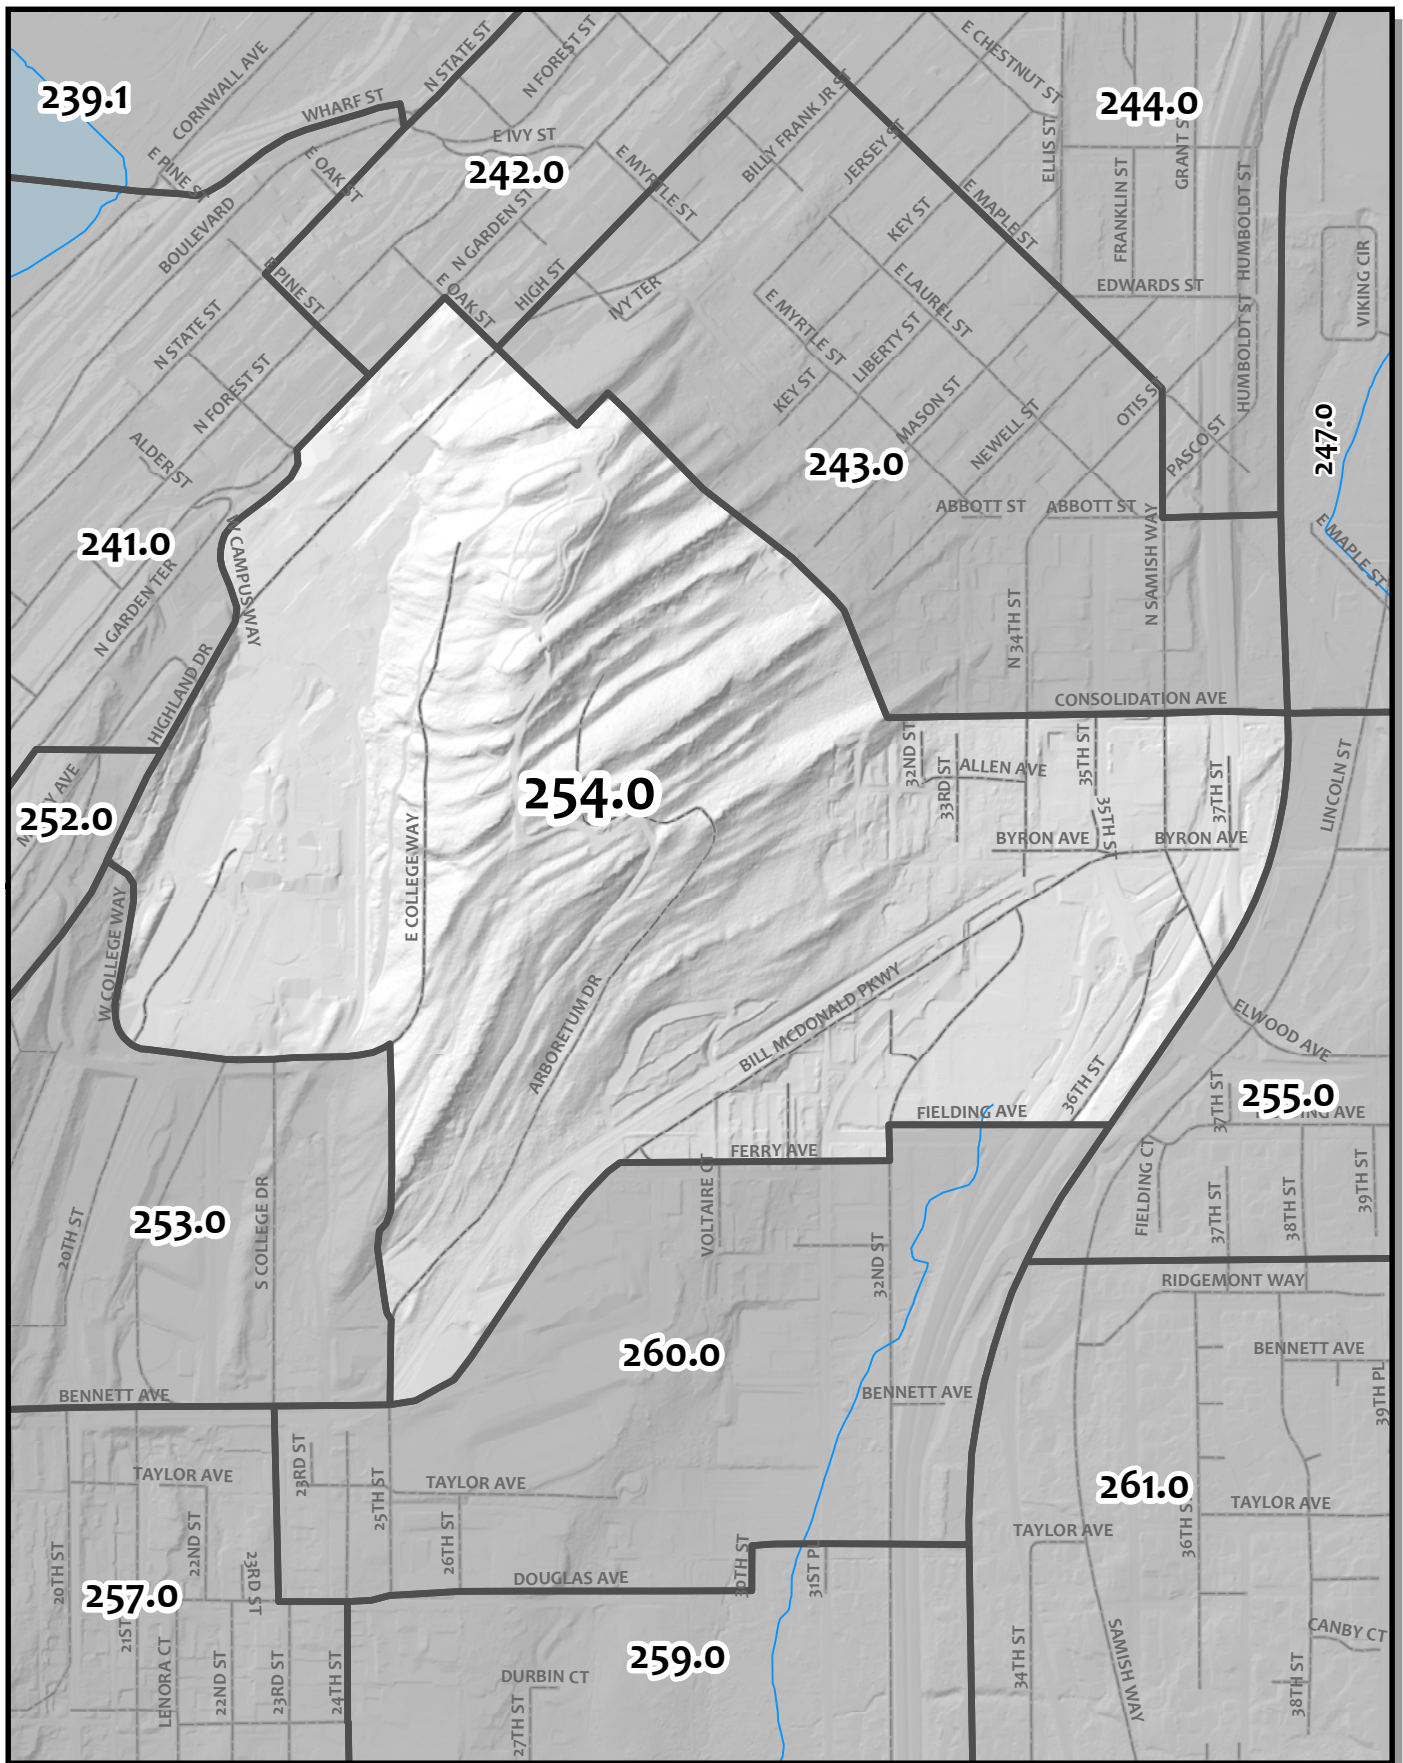 CORNWALL AVE
N STATE ST
N FOREST ST
E CHESTNUT ST
239.1
WHARF ST
244.0
BILLY FRANK JR ST
E IVY ST
ELLIS ST
GRANT
JERSEY ST
E PINE ST
E OAK ST
242.0
E MYRTLE ST
FRANKLIN ST
HUMBOLDT ST
BOULEVARD
N GARDEN ST
KEY ST
E MAPLE ST
VIKING CIR
E PINE ST
E OAK ST
HIGH ST
IVY TER
E LAUREL ST
EDWARDS ST
N STATE ST
E MYRTLE ST
LIBERTY ST
HUMBOLDT ST
N FOREST ST
KEY ST
MASON ST
OTIS ST
247.0
ALDER ST
243.0
NEWELL ST
PASCO ST
ABBOTT ST
ABBOTT ST
241.0
W CAMPUS WAY
N SAMISH WAY
E MAPLE ST
N GARDEN TER
N 34TH ST
HIGHLAND DR
CONSOLIDATION AVE
32ND ST
33RD ST
ALLEN AVE
35TH ST
37TH ST
LINCOLN ST
254.0
252.0
AVE
35TH ST
BYRON AVE
BYRON AVE
E COLLEGE WAY
W COLLEGE WAY
BILL MCDONALD PKWY
ARBORETUM DR
ELWOOD AVE
36TH ST
37TH ST
255.0
FIELDING AVE
AVE
FERRY AVE
VOLTAIRE CT
FIELDING CT
37TH ST
38TH ST
39TH ST
253.0
20TH ST
S COLLEGE DR
32ND ST
RIDGEMONT WAY
260.0
BENNETT AVE
BENNETT AVE
BENNETT AVE
39TH PL
23RD ST
TAYLOR AVE
TAYLOR AVE
25TH ST
261.0
TAYLOR AVE
22ND ST
26TH ST
TAYLOR AVE
36TH S
20TH ST
23RD ST
30TH ST
31ST PL
DOUGLAS AVE
257.0
21ST
LENORA CT
22ND ST
23RD ST
24TH ST
259.0
34TH ST
SAMISH WAY
CANBY CT
DURBIN CT
27TH ST
38TH ST